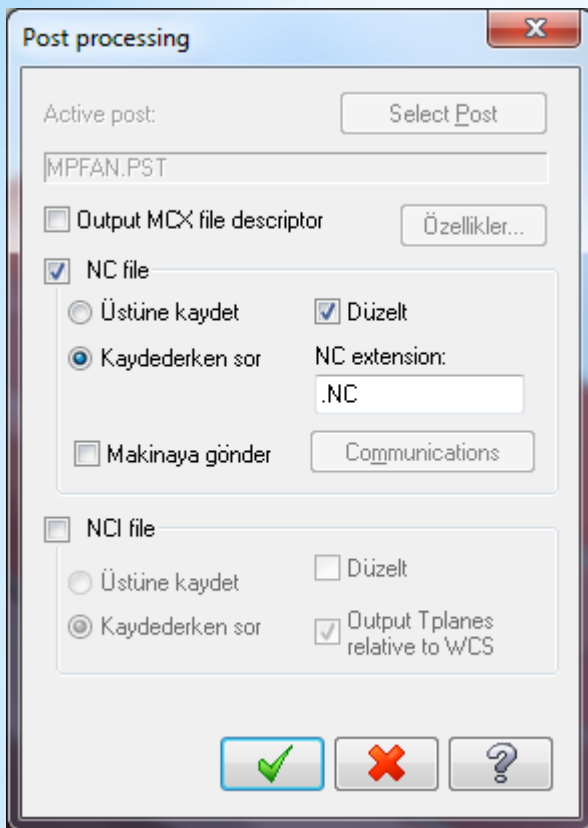 Post processing
Active post:
Select Post
MPFAN.PST
Output MCX file descriptor
Özellikler...
NC file
Üstüne kaydet
Düzelt
Kaydederken sor
NC extension:
.NC
Makinaya gönder
Communications
NCI file
Üstüne kaydet
Düzelt
Kaydederken sor
Output Tplanes
relative to WCS